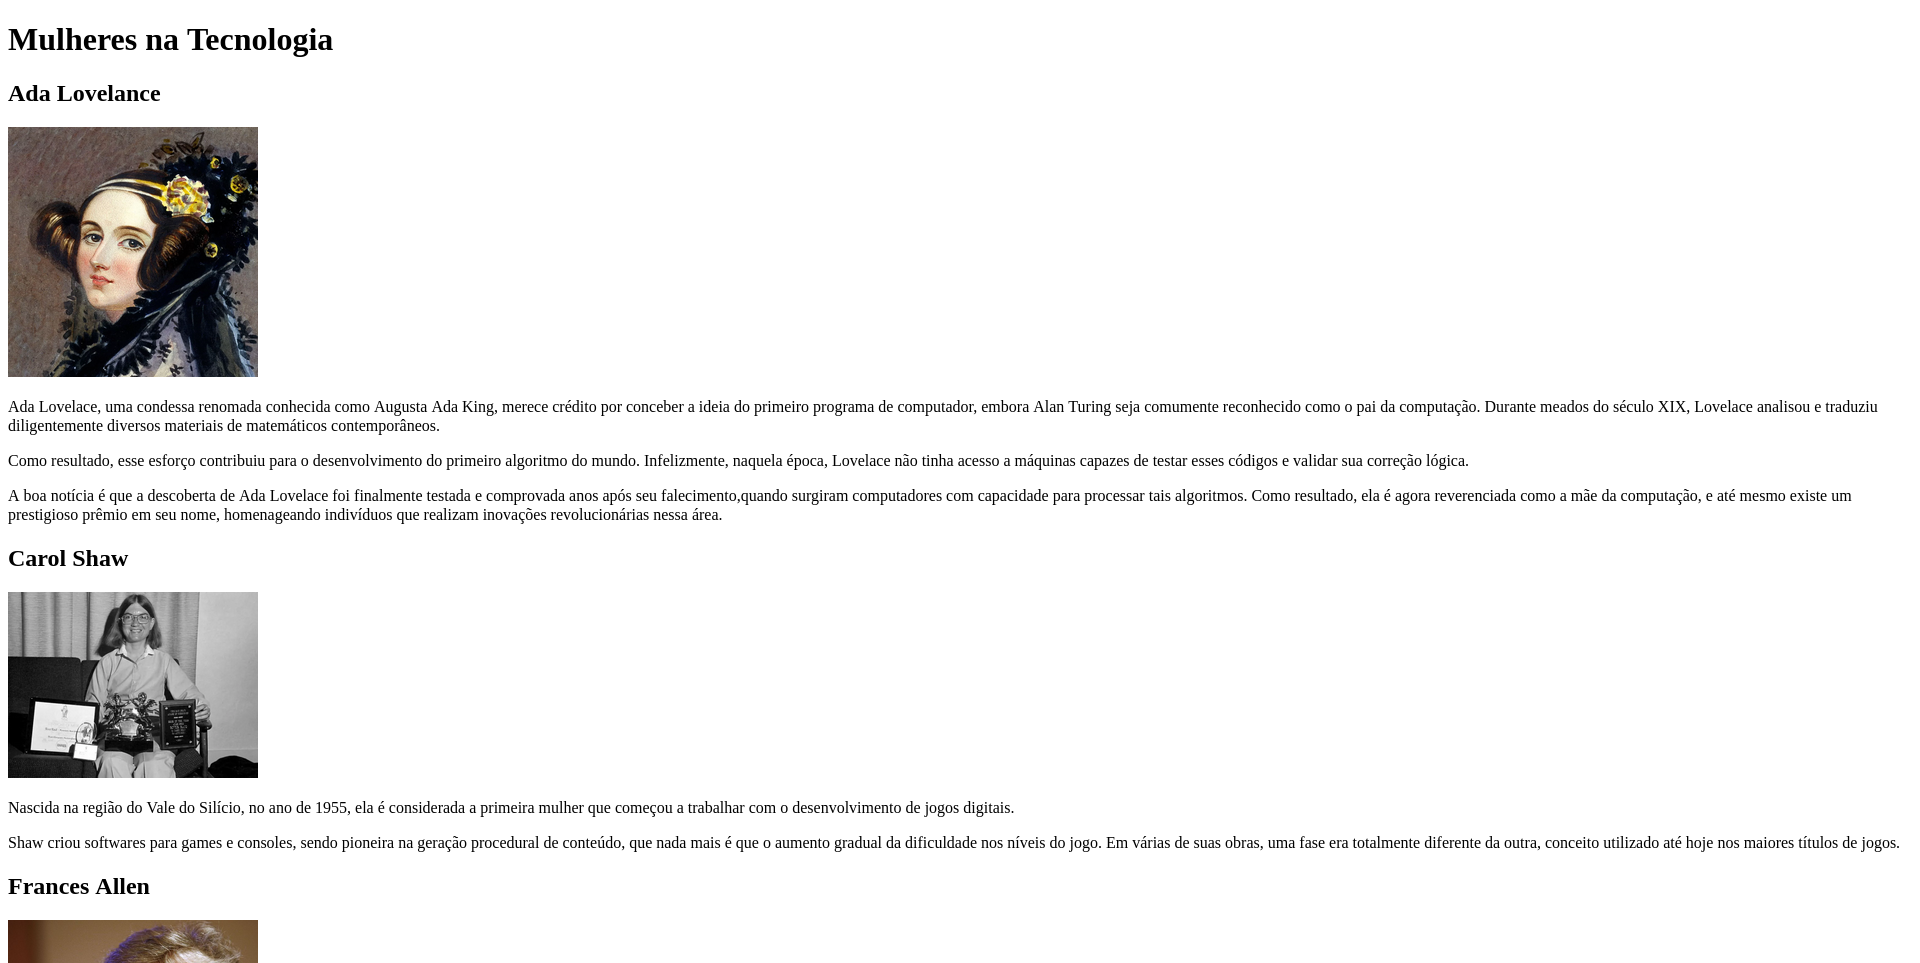 Mulheres na Tecnologia
Ada Lovelance
Ada Lovelace, uma condessa renomada conhecida como Augusta Ada King, merece crédito por conceber a ideia do primeiro programa de computador, embora Alan Turing seja comumente reconhecido como o pai da computação. Durante meados do século XIX, Lovelace analisou e traduziu
diligentemente diversos materiais de matemáticos contemporâneos.
Como resultado, esse esforço contribuiu para o desenvolvimento do primeiro algoritmo do mundo. Infelizmente, naquela época, Lovelace não tinha acesso a máquinas capazes de testar esses códigos e validar sua correção lógica.
A boa notícia é que a descoberta de Ada Lovelace foi finalmente testada e comprovada anos após seu falecimento,quando surgiram computadores com capacidade para processar tais algoritmos. Como resultado, ela é agora reverenciada como a mãe da computação, e até mesmo existe um
prestigioso prêmio em seu nome, homenageando indivíduos que realizam inovações revolucionárias nessa área.
Carol Shaw
Nascida na região do Vale do Silício, no ano de 1955, ela é considerada a primeira mulher que começou a trabalhar com o desenvolvimento de jogos digitais.
Shaw criou softwares para games e consoles, sendo pioneira na geração procedural de conteúdo, que nada mais é que o aumento gradual da dificuldade nos níveis do jogo. Em várias de suas obras, uma fase era totalmente diferente da outra, conceito utilizado até hoje nos maiores títulos de jogos.
Frances Allen